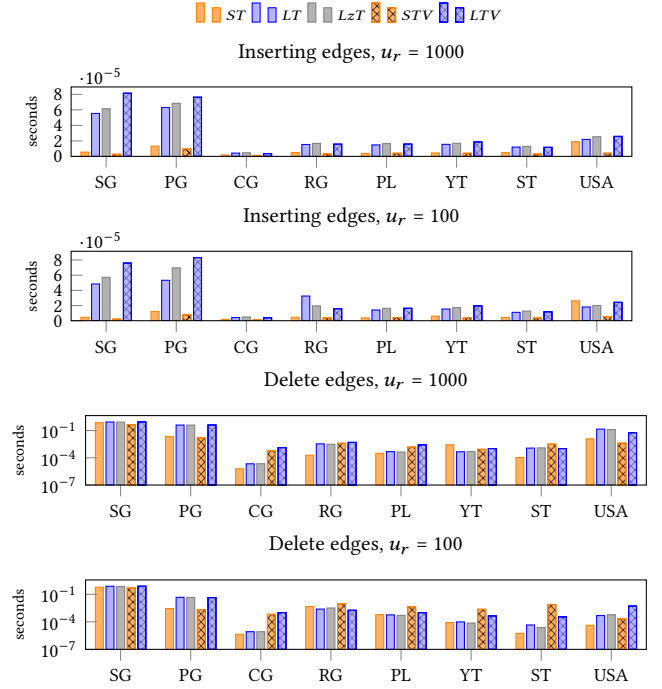 ST LT LzT STV LTV
Inserting edges, u_r = 1000
·10⁻⁵
seconds
8
6
4
2
0
SG PG CG RG PL YT ST USA
Inserting edges, u_r = 100
·10⁻⁵
seconds
8
6
4
2
0
SG PG CG RG PL YT ST USA
Delete edges, u_r = 1000
seconds
10⁻¹
10⁻⁴
10⁻⁷
SG PG CG RG PL YT ST USA
Delete edges, u_r = 100
seconds
10⁻¹
10⁻⁴
10⁻⁷
SG PG CG RG PL YT ST USA